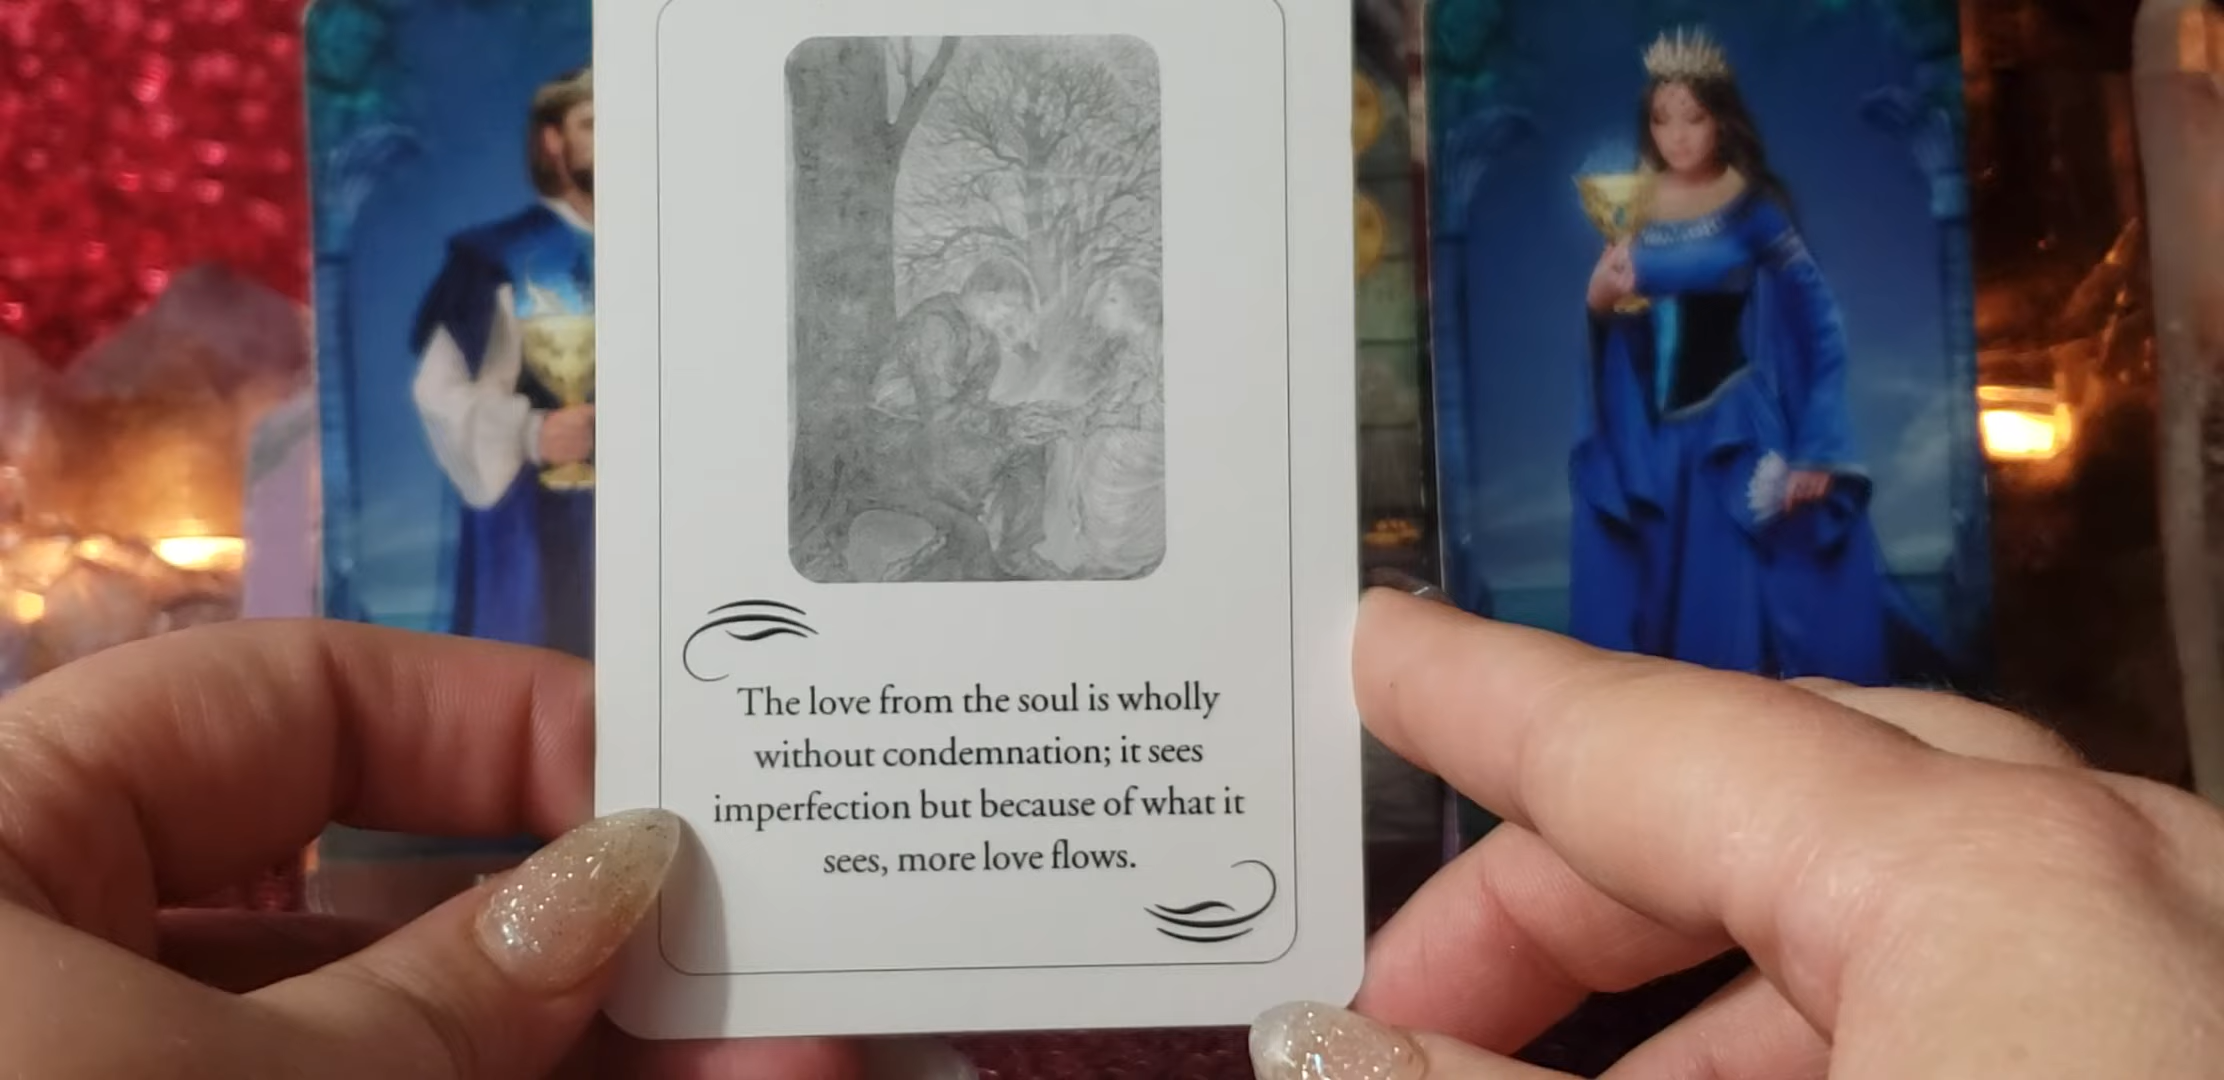 The love from the soul is wholly
without condemnation; it sees
imperfection but because of what it
sees, more love flows.